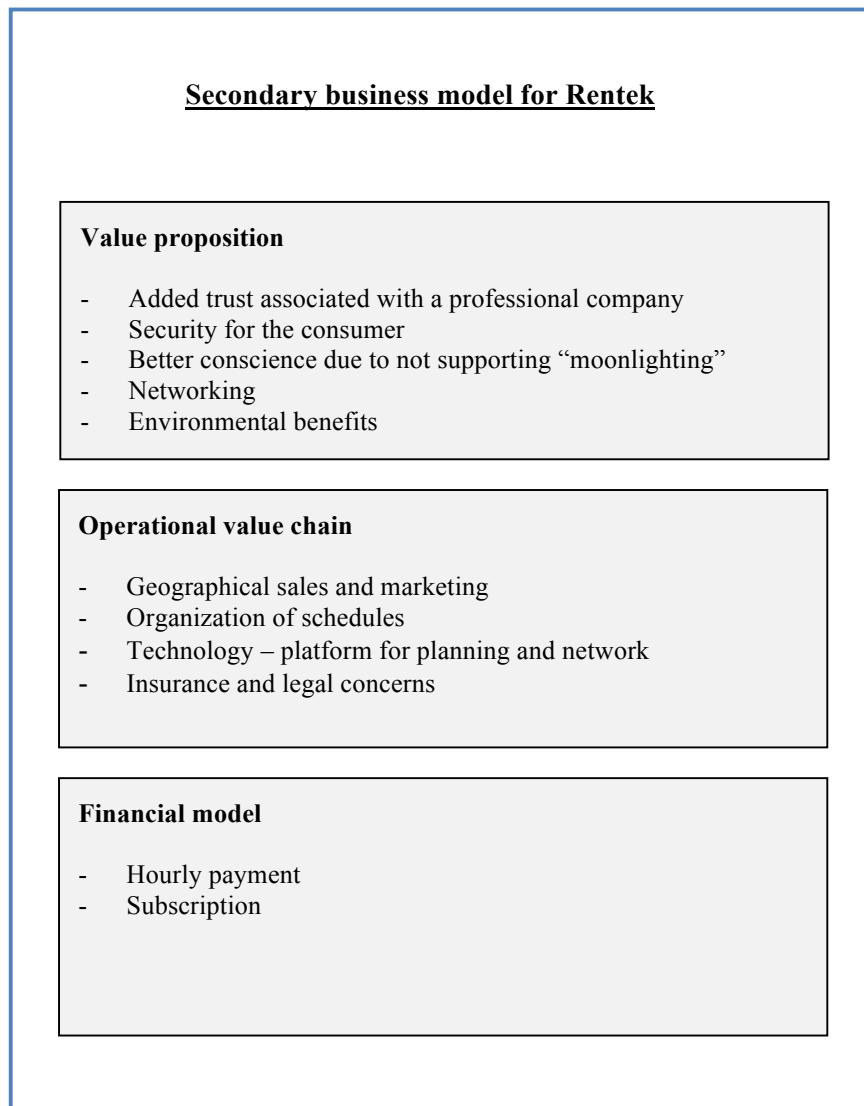 Secondary business model for Rentek
Value proposition
- Added trust associated with a professional company
- Security for the consumer
- Better conscience due to not supporting “moonlighting”
- Networking
- Environmental benefits
Operational value chain
- Geographical sales and marketing
- Organization of schedules
- Technology – platform for planning and network
- Insurance and legal concerns
Financial model
- Hourly payment
- Subscription